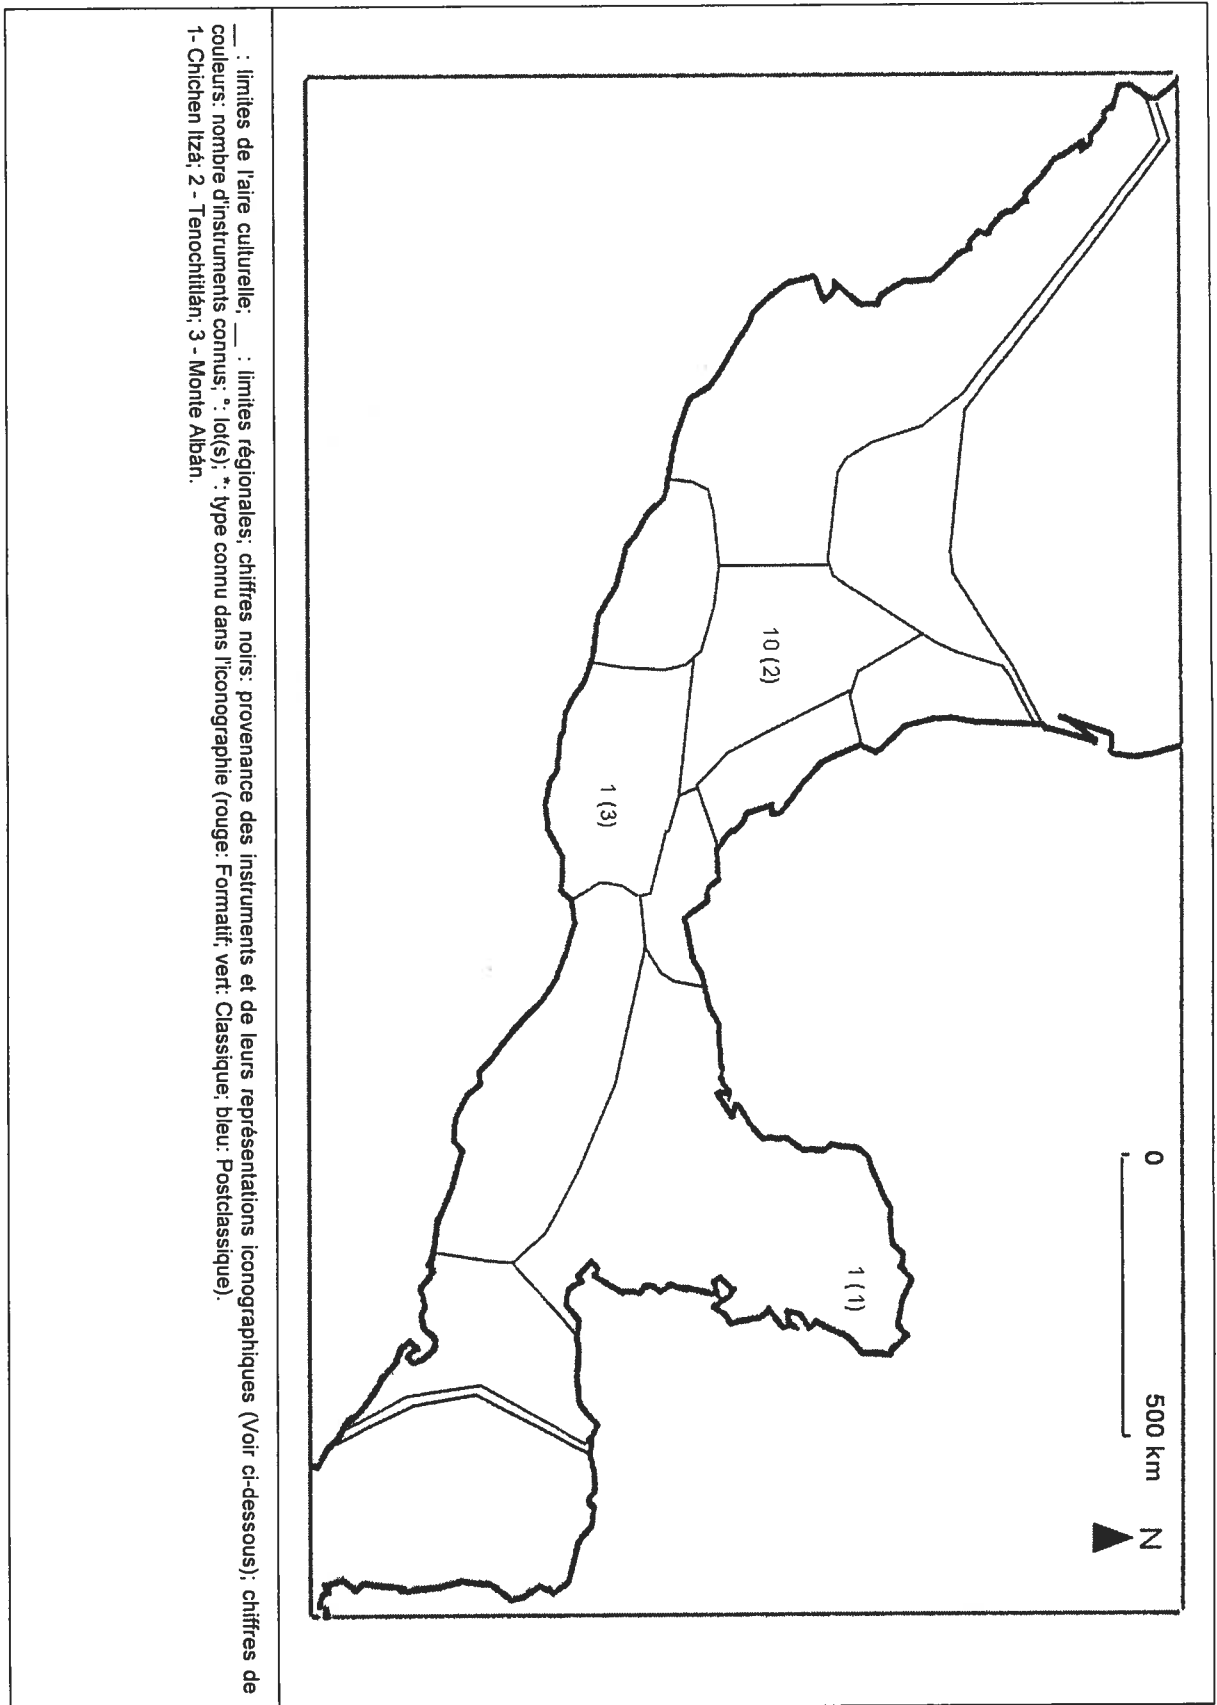 0 500 km N
1 (1)
10 (2)
1 (3)
__ : limites de l'aire culturelle; __ : limites régionales; chiffres noirs: provenance des instruments et de leurs représentations iconographiques (Voir ci-dessous); chiffres de
couleurs: nombre d'instruments connus; °: lot(s); *: type connu dans l'iconographie (rouge: Formatif; vert: Classique; bleu: Postclassique).
1- Chichen Itzá; 2 - Tenochtitlán; 3 - Monte Albán.